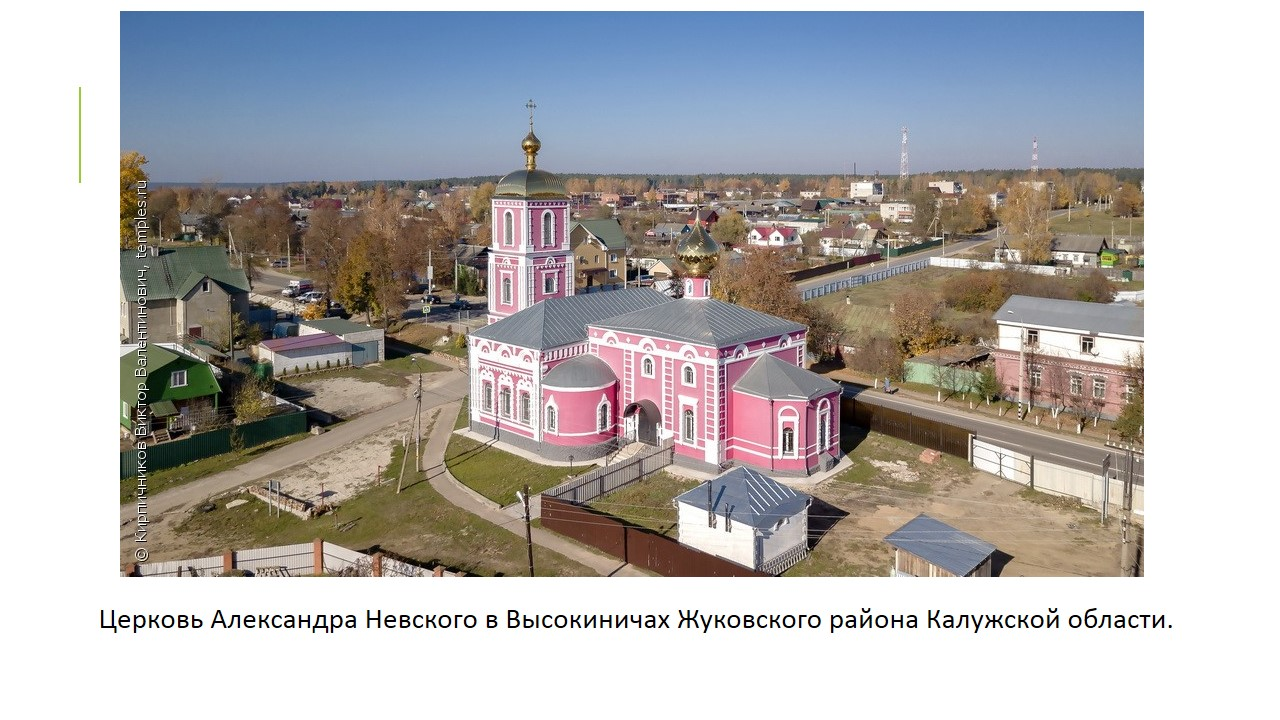 © Кирпичников Виктор Валентинович, temples.ru
Церковь Александра Невского в Высокиничах Жуковского района Калужской области.